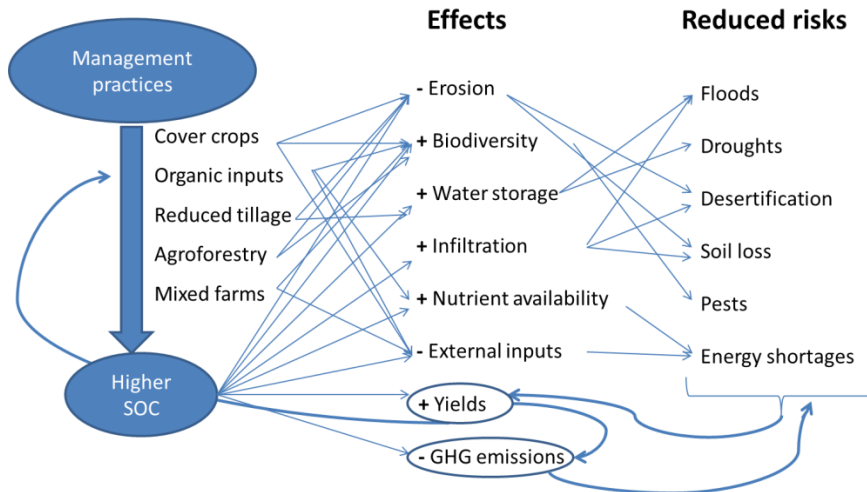 Effects
Reduced risks
Management
practices
Cover crops
Organic inputs
Reduced tillage
Agroforestry
Mixed farms
Higher
SOC
- Erosion
+ Biodiversity
+ Water storage
+ Infiltration
+ Nutrient availability
- External inputs
+ Yields
- GHG emissions
Floods
Droughts
Desertification
Soil loss
Pests
Energy shortages